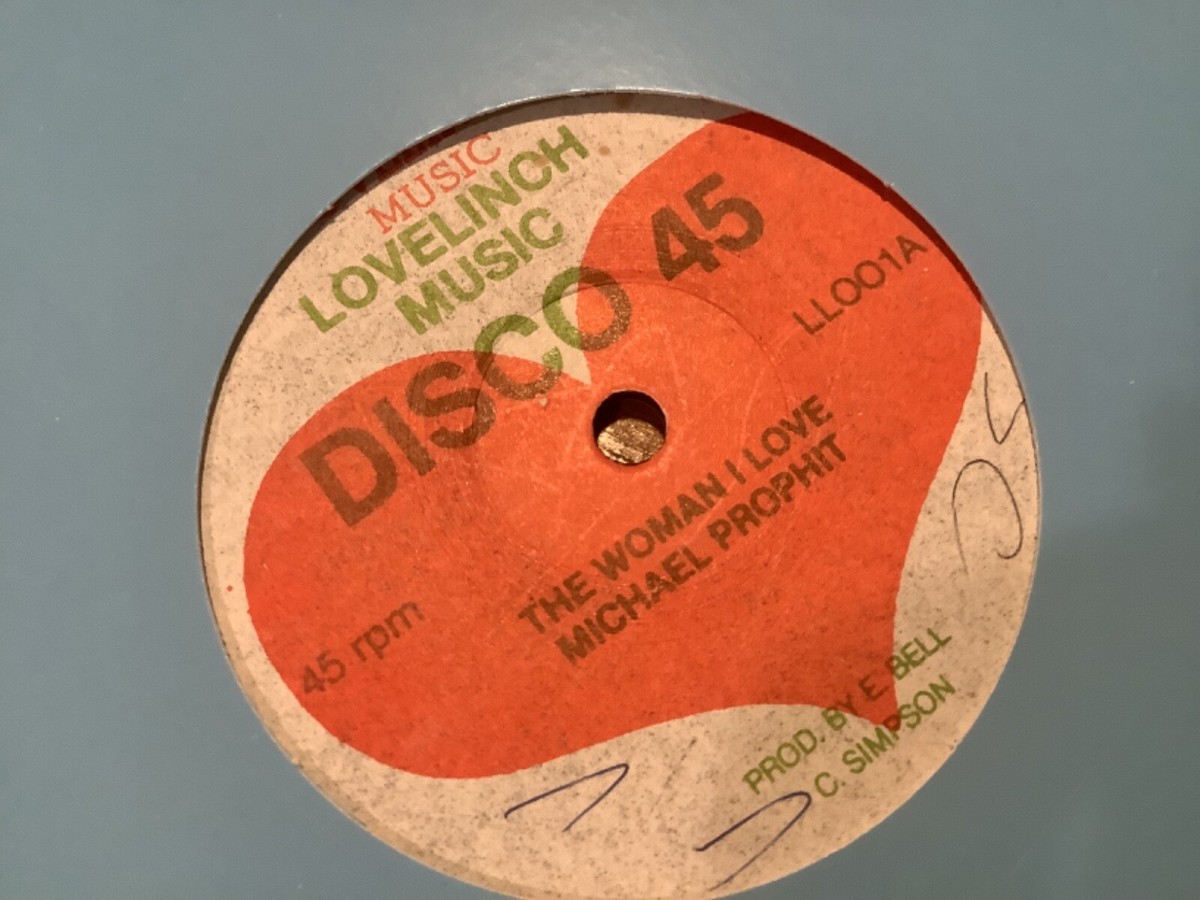 MUSIC
LOVELINCH
MUSIC
DISCO 45
LL001A
THE WOMAN I LOVE
MICHAEL PROPHIT
45 rpm
PROD. BY E. BELL
C. SIMPSON